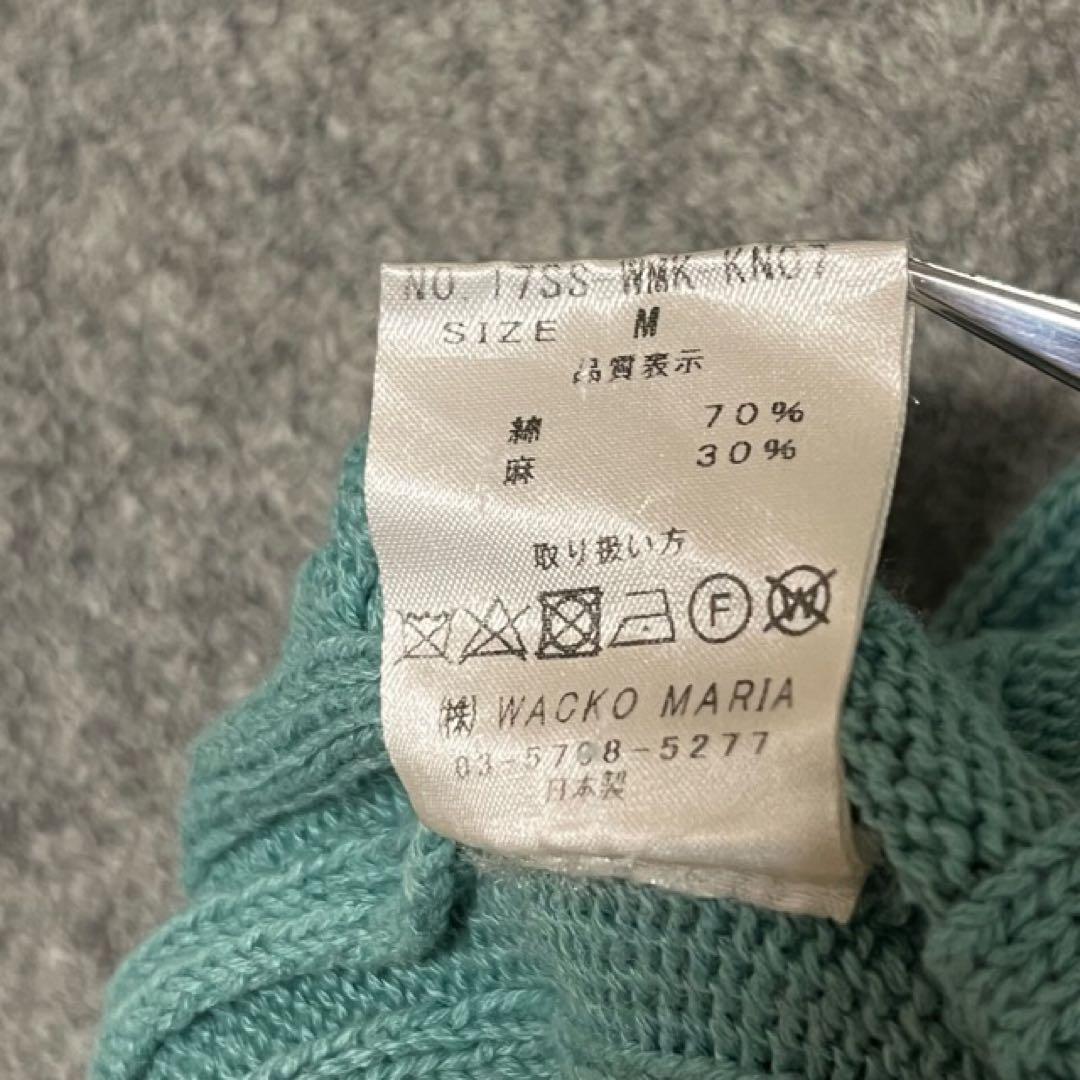 NO. 17SS-WMK-KN07
SIZE M
品質表示
綿 70%
麻 30%
取り扱い方
F W
㈱ WACKO MARIA
03-5708-5277
日本製